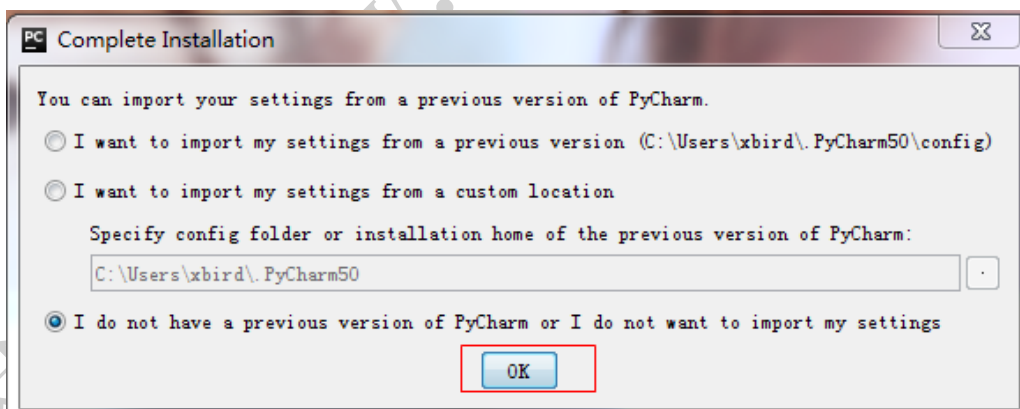 PC Complete Installation
You can import your settings from a previous version of PyCharm.
I want to import my settings from a previous version (C:\Users\xbird\.PyCharm50\config)
I want to import my settings from a custom location
Specify config folder or installation home of the previous version of PyCharm:
C:\Users\xbird\.PyCharm50
.
I do not have a previous version of PyCharm or I do not want to import my settings
OK